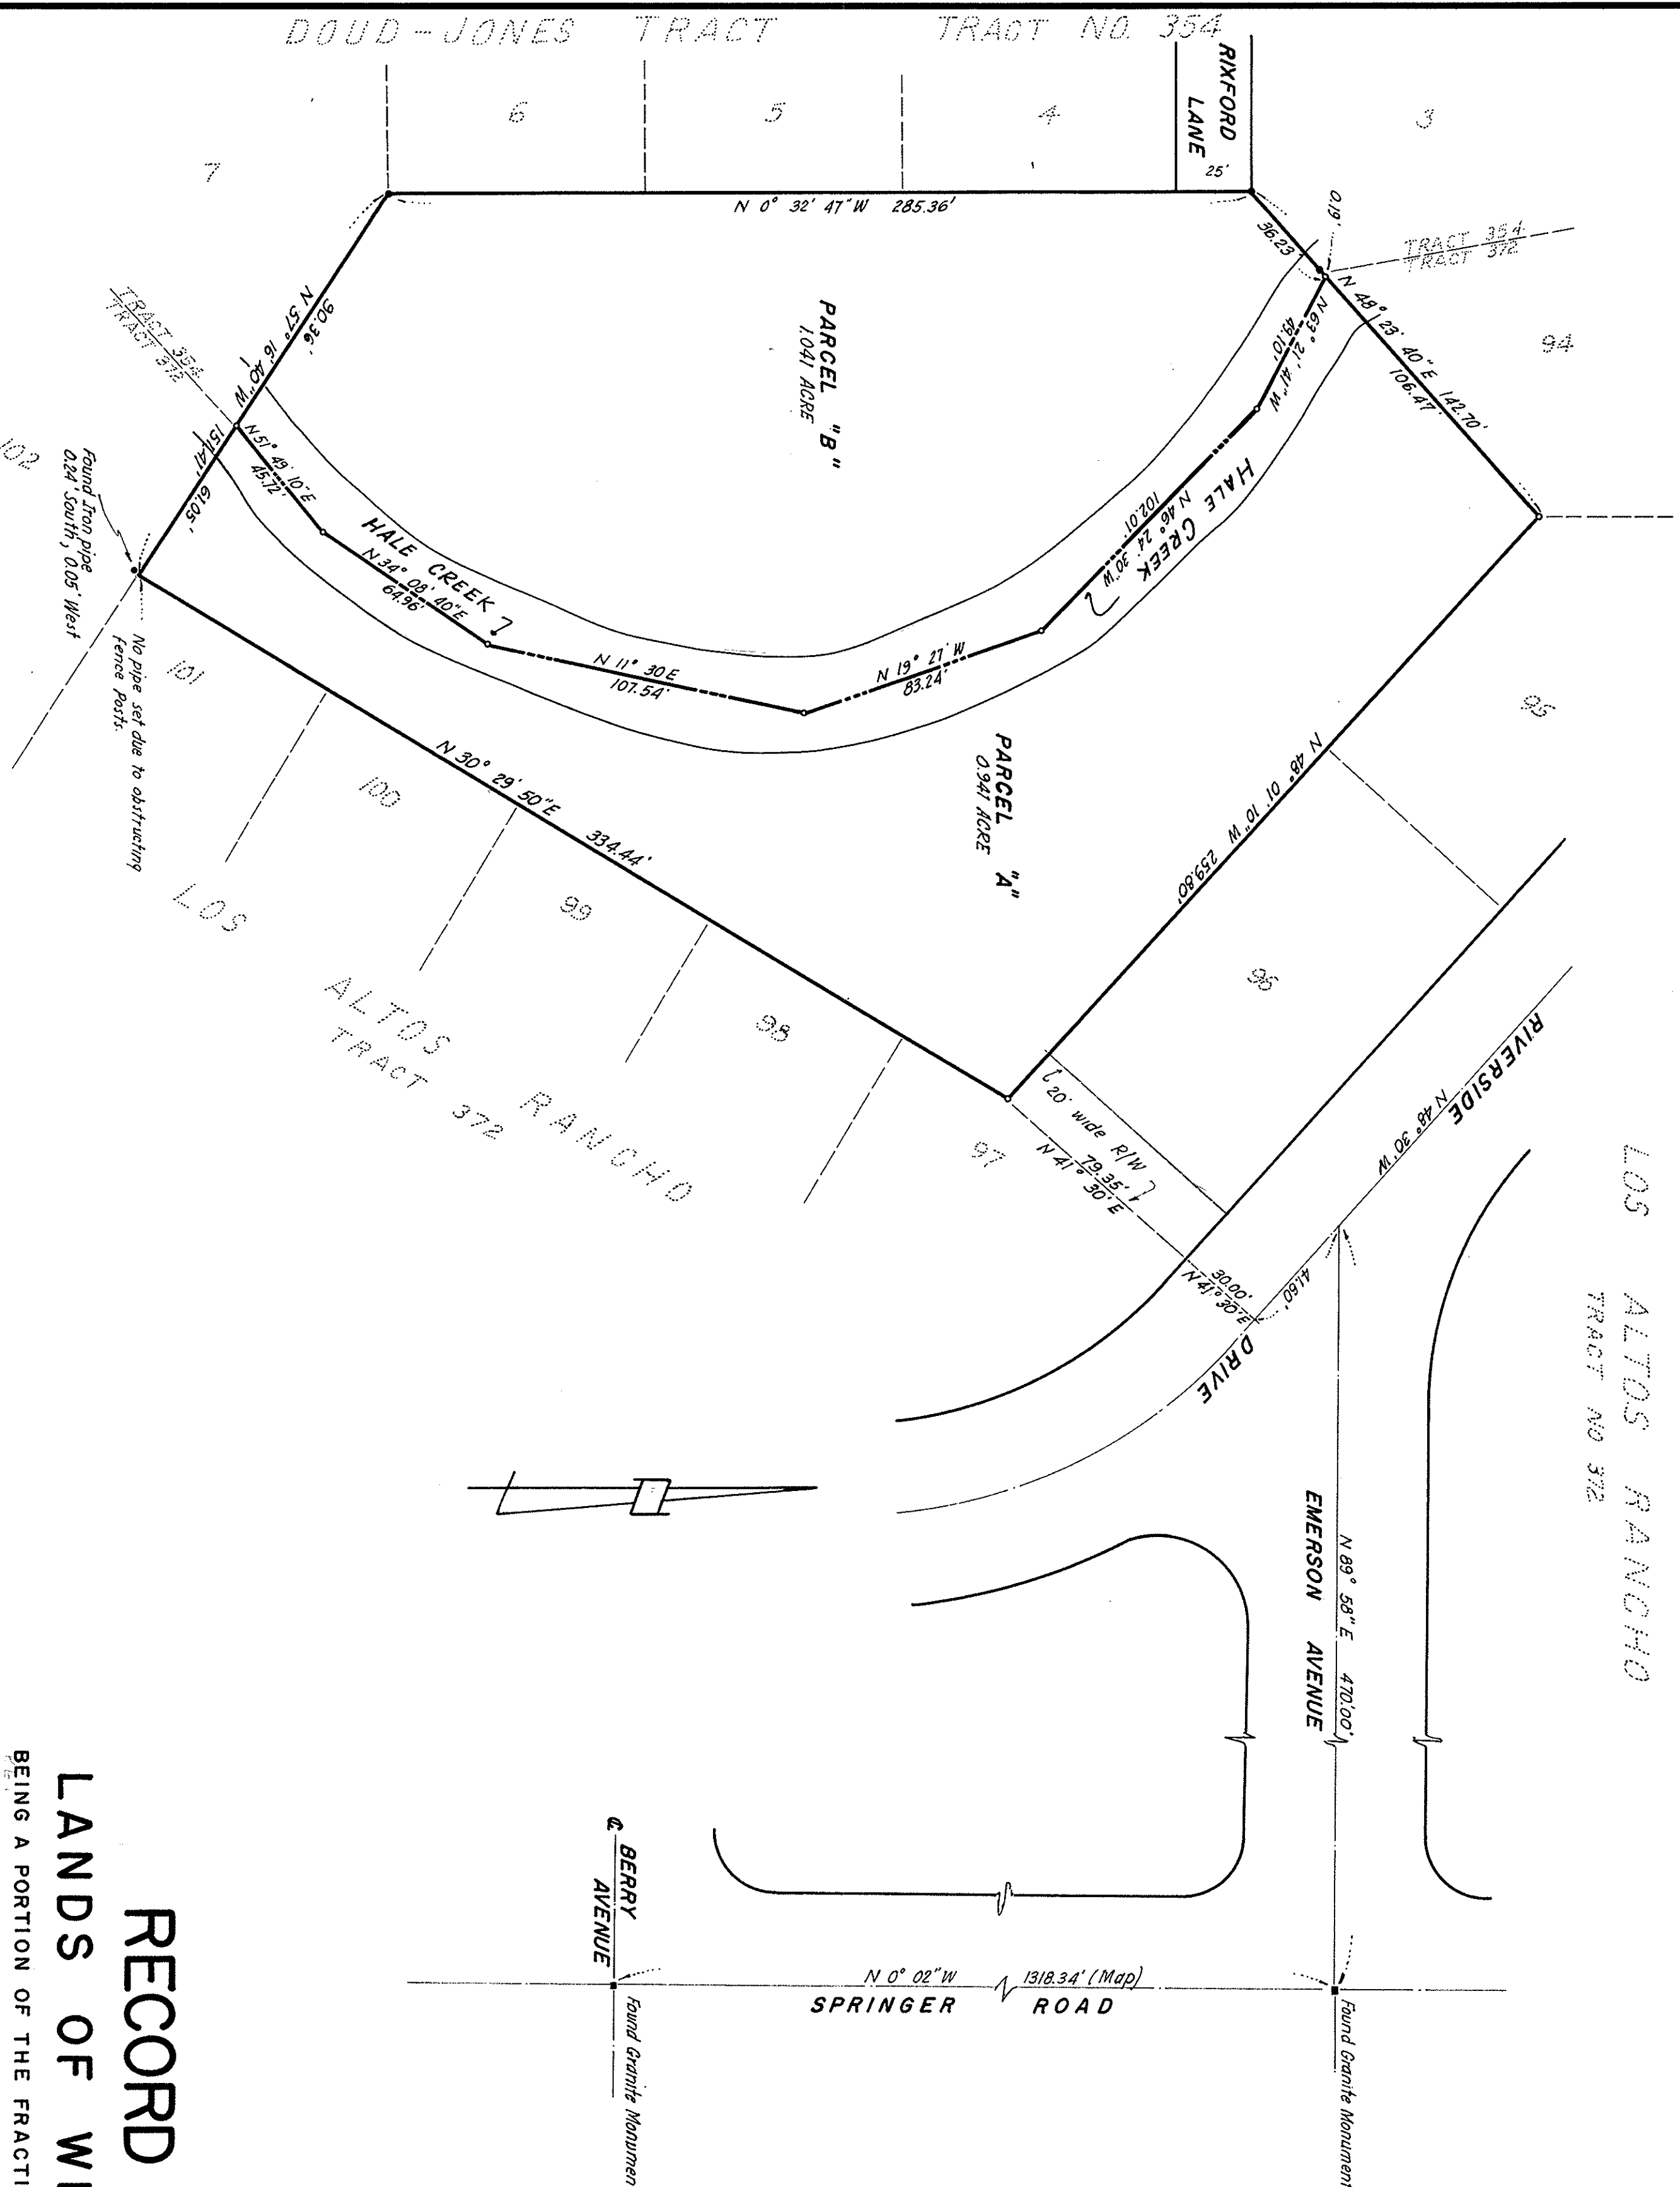 DOUD-JONES TRACT
TRACT NO. 354
RIXFORD
LANE
25'
3
4
5
6
7
N 0° 32' 47" W 285.36'
0.19'
36.23
TRACT 354
TRACT 372
N 48° 23' 40" E 142.70'
106.47'
94
N 63° 21' 41" W
49.10'
HALE CREEK
N 46° 24' 30" W
102.01'
PARCEL "B"
1.041 ACRE
90.36'
N 57° 16' 40" W
151.41'
61.05'
TRACT 354
TRACT 372
N 51° 49' 10" E
45.72'
HALE CREEK
N 34° 08' 40" E
64.96'
N 11° 30 E
107.54'
N 19° 27' W
83.24'
PARCEL "A"
0.941 ACRE
102
Found Iron pipe
0.24' South, 0.05' West
No pipe set due to obstructing
Fence Posts.
101
100
99
98
97
96
95
N 30° 29' 50" E 334.44'
N 48° 01' 10" W 259.80'
LOS ALTOS RANCHO
TRACT 372
20' wide R/W
79.35'
N 41° 30' E
30.00'
N 41° 30' E
41.60'
RIVERSIDE
N 48° 30' W
DRIVE
LOS ALTOS RANCHO
TRACT NO 372
N 89° 58" E 470.00'
EMERSON AVENUE
℄ BERRY
AVENUE
N 0° 02" W 1318.34' (Map)
SPRINGER ROAD
Found Granite Monument
Found Granite Monumen
RECORD
LANDS OF WI
BEING A PORTION OF THE FRACTI